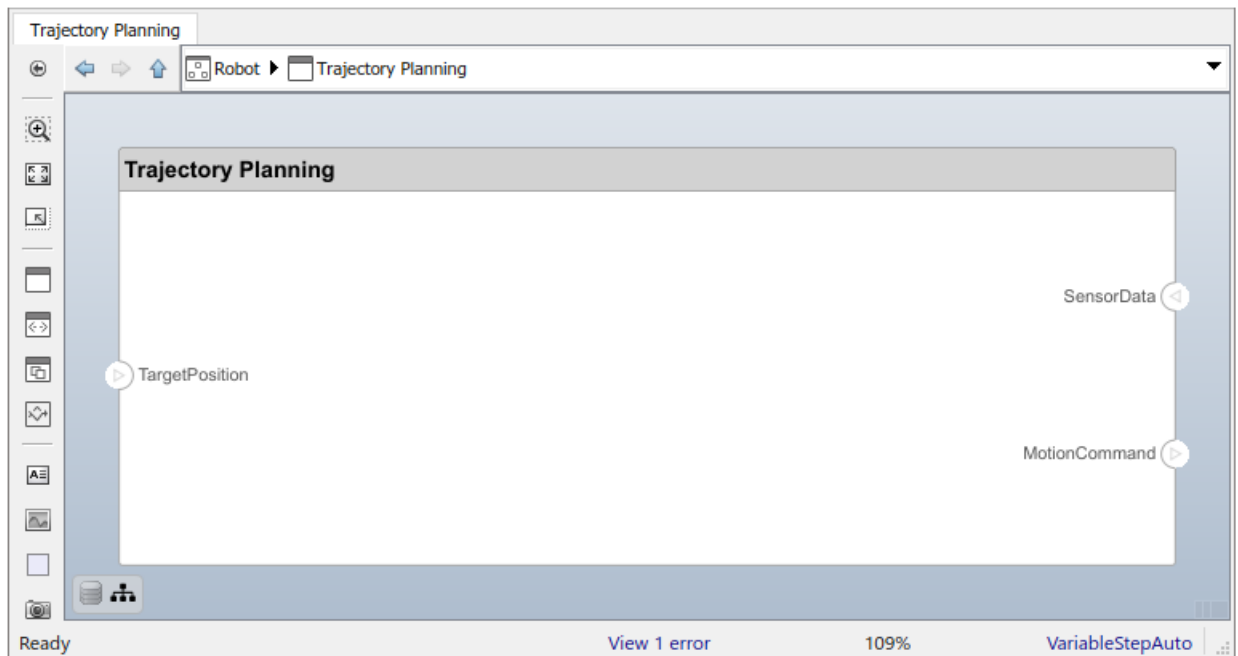 Trajectory Planning
Robot Trajectory Planning
Trajectory Planning
SensorData
TargetPosition
MotionCommand
Ready View 1 error 109% VariableStepAuto